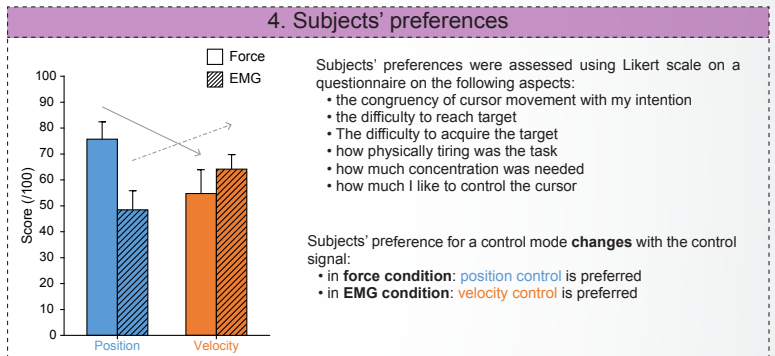 4. Subjects’ preferences
Force
EMG
100
90
80
70
60
50
40
30
20
10
0
Score (/100)
Position
Velocity
Subjects’ preferences were assessed using Likert scale on a
questionnaire on the following aspects:
• the congruency of cursor movement with my intention
• the difficulty to reach target
• The difficulty to acquire the target
• how physically tiring was the task
• how much concentration was needed
• how much I like to control the cursor
Subjects’ preference for a control mode changes with the control
signal:
• in force condition: position control is preferred
• in EMG condition: velocity control is preferred